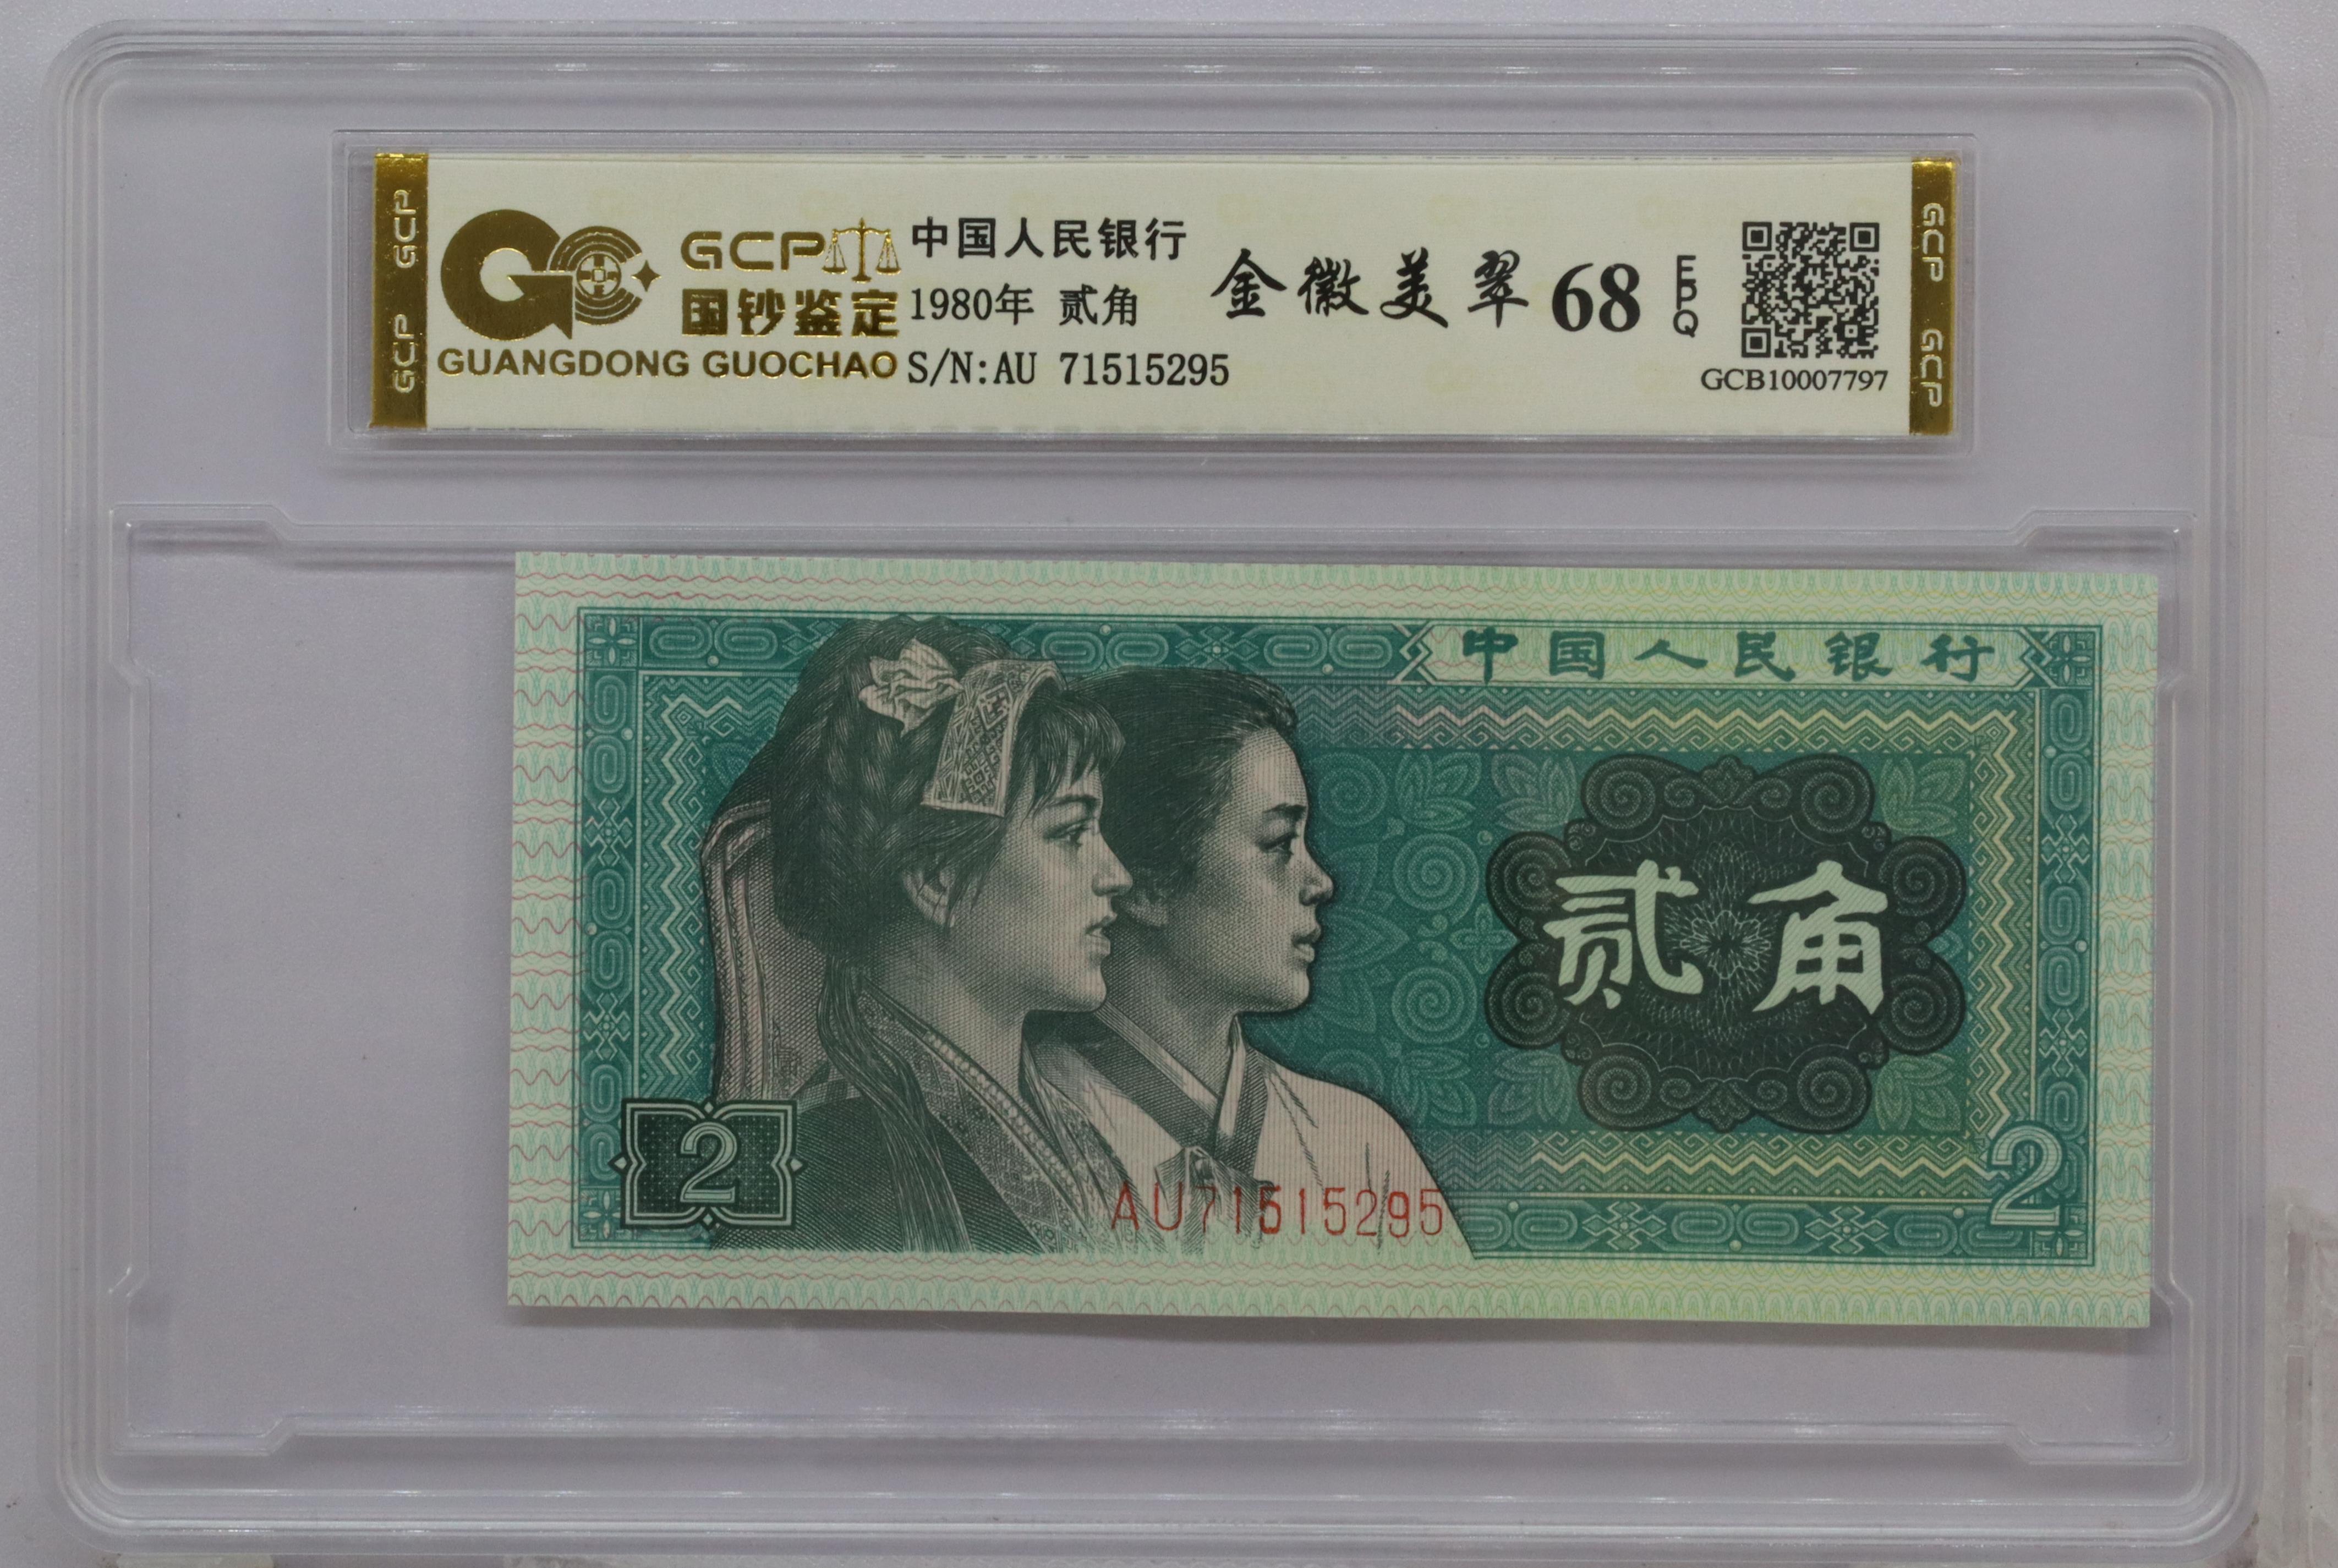 GCP GCP
GCP
国钞鉴定
GUANGDONG GUOCHAO
中国人民银行
1980年 贰角
S/N:AU 71515295
金徽美翠 68 EPQ
GCB10007797
GCP GCP
中国人民银行
贰角
2
AU71515295
2